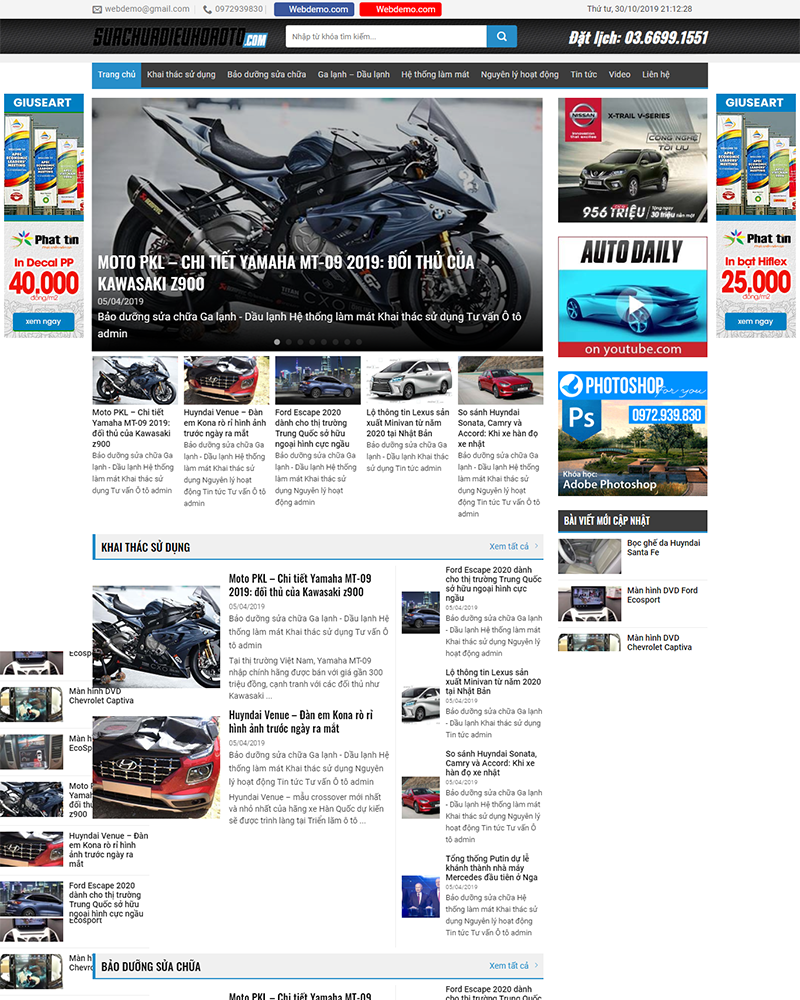 webdemo@gmail.com
0972939830
Webdemo.com
Webdemo.com
Thứ tư, 30/10/2019 21:12:28
SUACHUADIEUHOAOTO.COM
Nhập từ khóa tìm kiếm...
Đặt lịch: 03.6699.1551
Trang chủ
Khai thác sử dụng
Bảo dưỡng sửa chữa
Ga lạnh – Dầu lạnh
Hệ thống làm mát
Nguyên lý hoạt động
Tin tức
Video
Liên hệ
GIUSEART
Phat tin
In Decal PP
40.000
đồng/m2
xem ngay
MOTO PKL – CHI TIẾT YAMAHA MT-09 2019: ĐỐI THỦ CỦA
KAWASAKI Z900
05/04/2019
Bảo dưỡng sửa chữa Ga lạnh - Dầu lạnh Hệ thống làm mát Khai thác sử dụng Tư vấn Ô tô
admin
NISSAN
X-TRAIL V-SERIES
CÔNG NGHỆ
TỐI ƯU
956 TRIỆU
Tặng ngay
30 triệu tiền mặt
AUTO DAILY
on youtube.com
PHOTOSHOP for you
Ps
0972.939.830
Khóa học:
Adobe Photoshop
GIUSEART
Phat tin
In bạt Hiflex
25.000
đồng/m2
xem ngay
Moto PKL – Chi tiết
Yamaha MT-09 2019:
đối thủ của Kawasaki
z900
Bảo dưỡng sửa chữa Ga
lạnh - Dầu lạnh Hệ thống
làm mát Khai thác sử
dụng Tư vấn Ô tô admin
Huyndai Venue – Đàn
em Kona rò rỉ hình ảnh
trước ngày ra mắt
Bảo dưỡng sửa chữa Ga
lạnh - Dầu lạnh Hệ thống
làm mát Khai thác sử
dụng Nguyên lý hoạt
động Tin tức Tư vấn Ô tô
admin
Ford Escape 2020
dành cho thị trường
Trung Quốc sở hữu
ngoại hình cực ngầu
Bảo dưỡng sửa chữa Ga
lạnh - Dầu lạnh Hệ thống
làm mát Khai thác sử
dụng Nguyên lý hoạt
động admin
Lộ thông tin Lexus sản
xuất Minivan từ năm
2020 tại Nhật Bản
Bảo dưỡng sửa chữa Ga
lạnh - Dầu lạnh Khai thác
sử dụng Tin tức admin
So sánh Huyndai
Sonata, Camry và
Accord: Khi xe hàn đọ
xe nhật
Bảo dưỡng sửa chữa Ga
lạnh - Dầu lạnh Hệ thống
làm mát Khai thác sử
dụng Nguyên lý hoạt
động Tin tức Tư vấn Ô tô
admin
BÀI VIẾT MỚI CẬP NHẬT
Bọc ghế da Huyndai
Santa Fe
Màn hình DVD Ford
Ecosport
Màn hình DVD
Chevrolet Captiva
KHAI THÁC SỬ DỤNG
Xem tất cả
Moto PKL – Chi tiết Yamaha MT-09
2019: đối thủ của Kawasaki z900
05/04/2019
Bảo dưỡng sửa chữa Ga lạnh - Dầu lạnh Hệ
thống làm mát Khai thác sử dụng Tư vấn Ô
tô admin
Tại thị trường Việt Nam, Yamaha MT-09
nhập chính hãng được bán với giá gần 300
triệu đồng, cạnh tranh với các đối thủ như
Kawasaki ...
Huyndai Venue – Đàn em Kona rò rỉ
hình ảnh trước ngày ra mắt
05/04/2019
Bảo dưỡng sửa chữa Ga lạnh - Dầu lạnh Hệ
thống làm mát Khai thác sử dụng Nguyên
lý hoạt động Tin tức Tư vấn Ô tô admin
Huyndai Venue – mẫu crossover mới nhất
và nhỏ nhất của hãng xe Hàn Quốc dự kiến
sẽ được trình làng tại Triển lãm ô tô ...
Ford Escape 2020 dành
cho thị trường Trung Quốc
sở hữu ngoại hình cực
ngầu
05/04/2019
Bảo dưỡng sửa chữa Ga lạnh
- Dầu lạnh Hệ thống làm mát
Khai thác sử dụng Nguyên lý
hoạt động admin
Lộ thông tin Lexus sản
xuất Minivan từ năm 2020
tại Nhật Bản
05/04/2019
Bảo dưỡng sửa chữa Ga lạnh
- Dầu lạnh Khai thác sử dụng
Tin tức admin
So sánh Huyndai Sonata,
Camry và Accord: Khi xe
hàn đọ xe nhật
05/04/2019
Bảo dưỡng sửa chữa Ga lạnh
- Dầu lạnh Hệ thống làm mát
Khai thác sử dụng Nguyên lý
hoạt động Tin tức Tư vấn Ô
tô admin
Tổng thống Putin dự lễ
khánh thành nhà máy
Mercedes đầu tiên ở Nga
05/04/2019
Bảo dưỡng sửa chữa Hệ
thống làm mát Khai thác sử
dụng Nguyên lý hoạt động
Tin tức Tư vấn Ô tô admin
Ecosport
Màn hình DVD
Chevrolet Captiva
Màn h
EcoSp
Moto P
Yamah
đối thủ
z900
Huyndai Venue – Đàn
em Kona rò rỉ hình
ảnh trước ngày ra
mắt
Ford Escape 2020
dành cho thị trường
Trung Quốc sở hữu
ngoại hình cực ngầu
Ecosport
Màn h
Chevro
BẢO DƯỠNG SỬA CHỮA
Xem tất cả
Moto PKL – Chi tiết Yamaha MT-09
Ford Escape 2020 dành
cho thị trường Trung Quốc